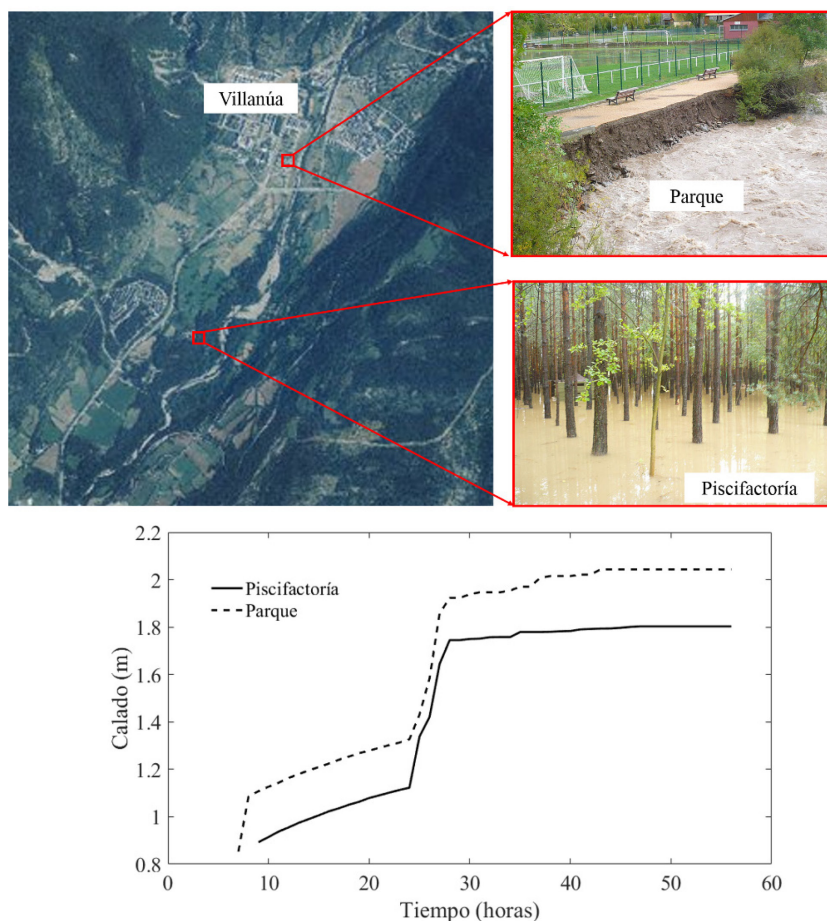 Villanúa
Parque
Piscifactoría
2.2
2
1.8
1.6
1.4
1.2
1
0.8
Calado (m)
Piscifactoría
Parque
0
10
20
30
40
50
60
Tiempo (horas)